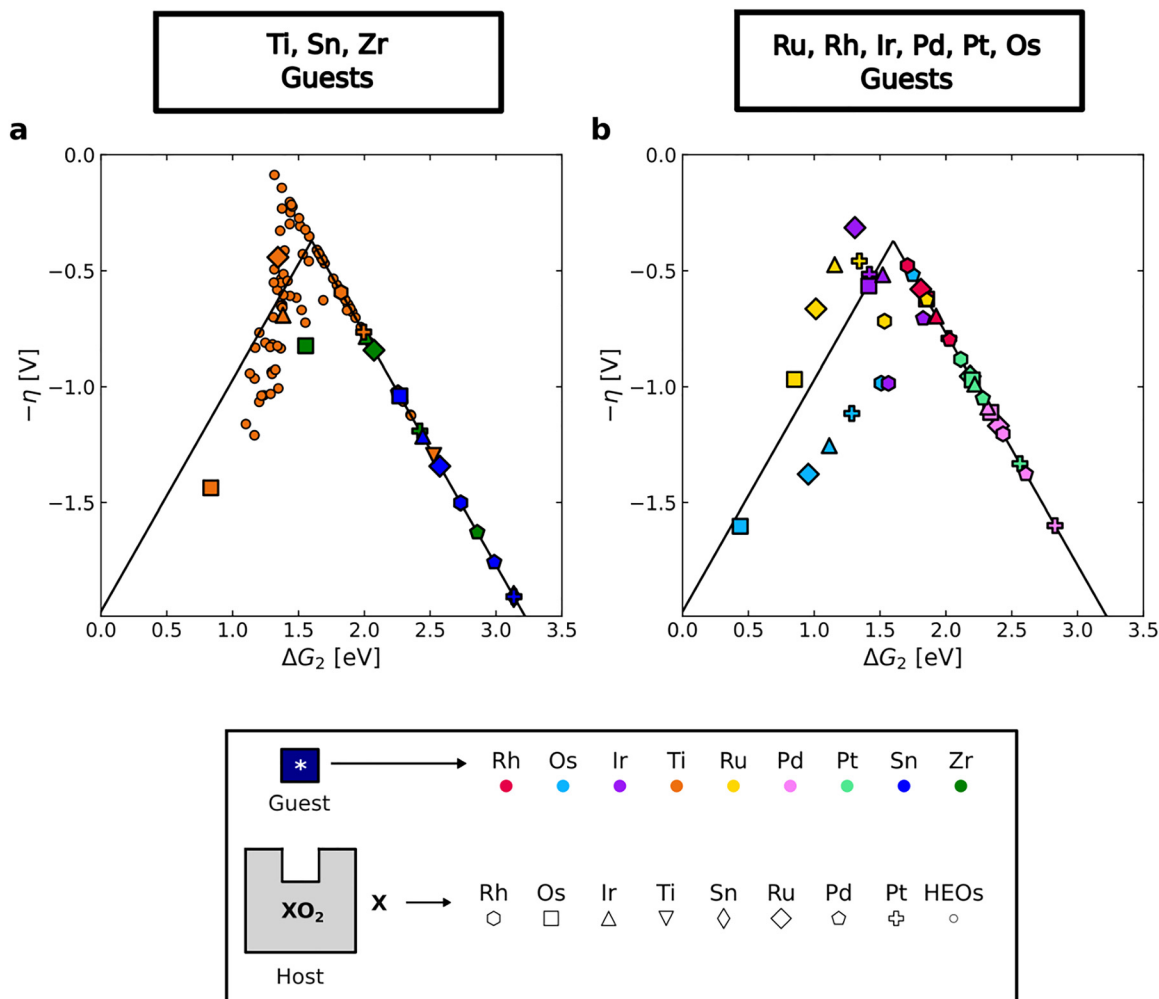 Ti, Sn, Zr
Guests
Ru, Rh, Ir, Pd, Pt, Os
Guests
a
b
0.0
−0.5
−1.0
−1.5
−η [V]
0.0 0.5 1.0 1.5 2.0 2.5 3.0 3.5
ΔG₂ [eV]
0.0
−0.5
−1.0
−1.5
−η [V]
0.0 0.5 1.0 1.5 2.0 2.5 3.0 3.5
ΔG₂ [eV]
*
Guest
Rh Os Ir Ti Ru Pd Pt Sn Zr
XO₂
Host
X
Rh Os Ir Ti Sn Ru Pd Pt HEOs